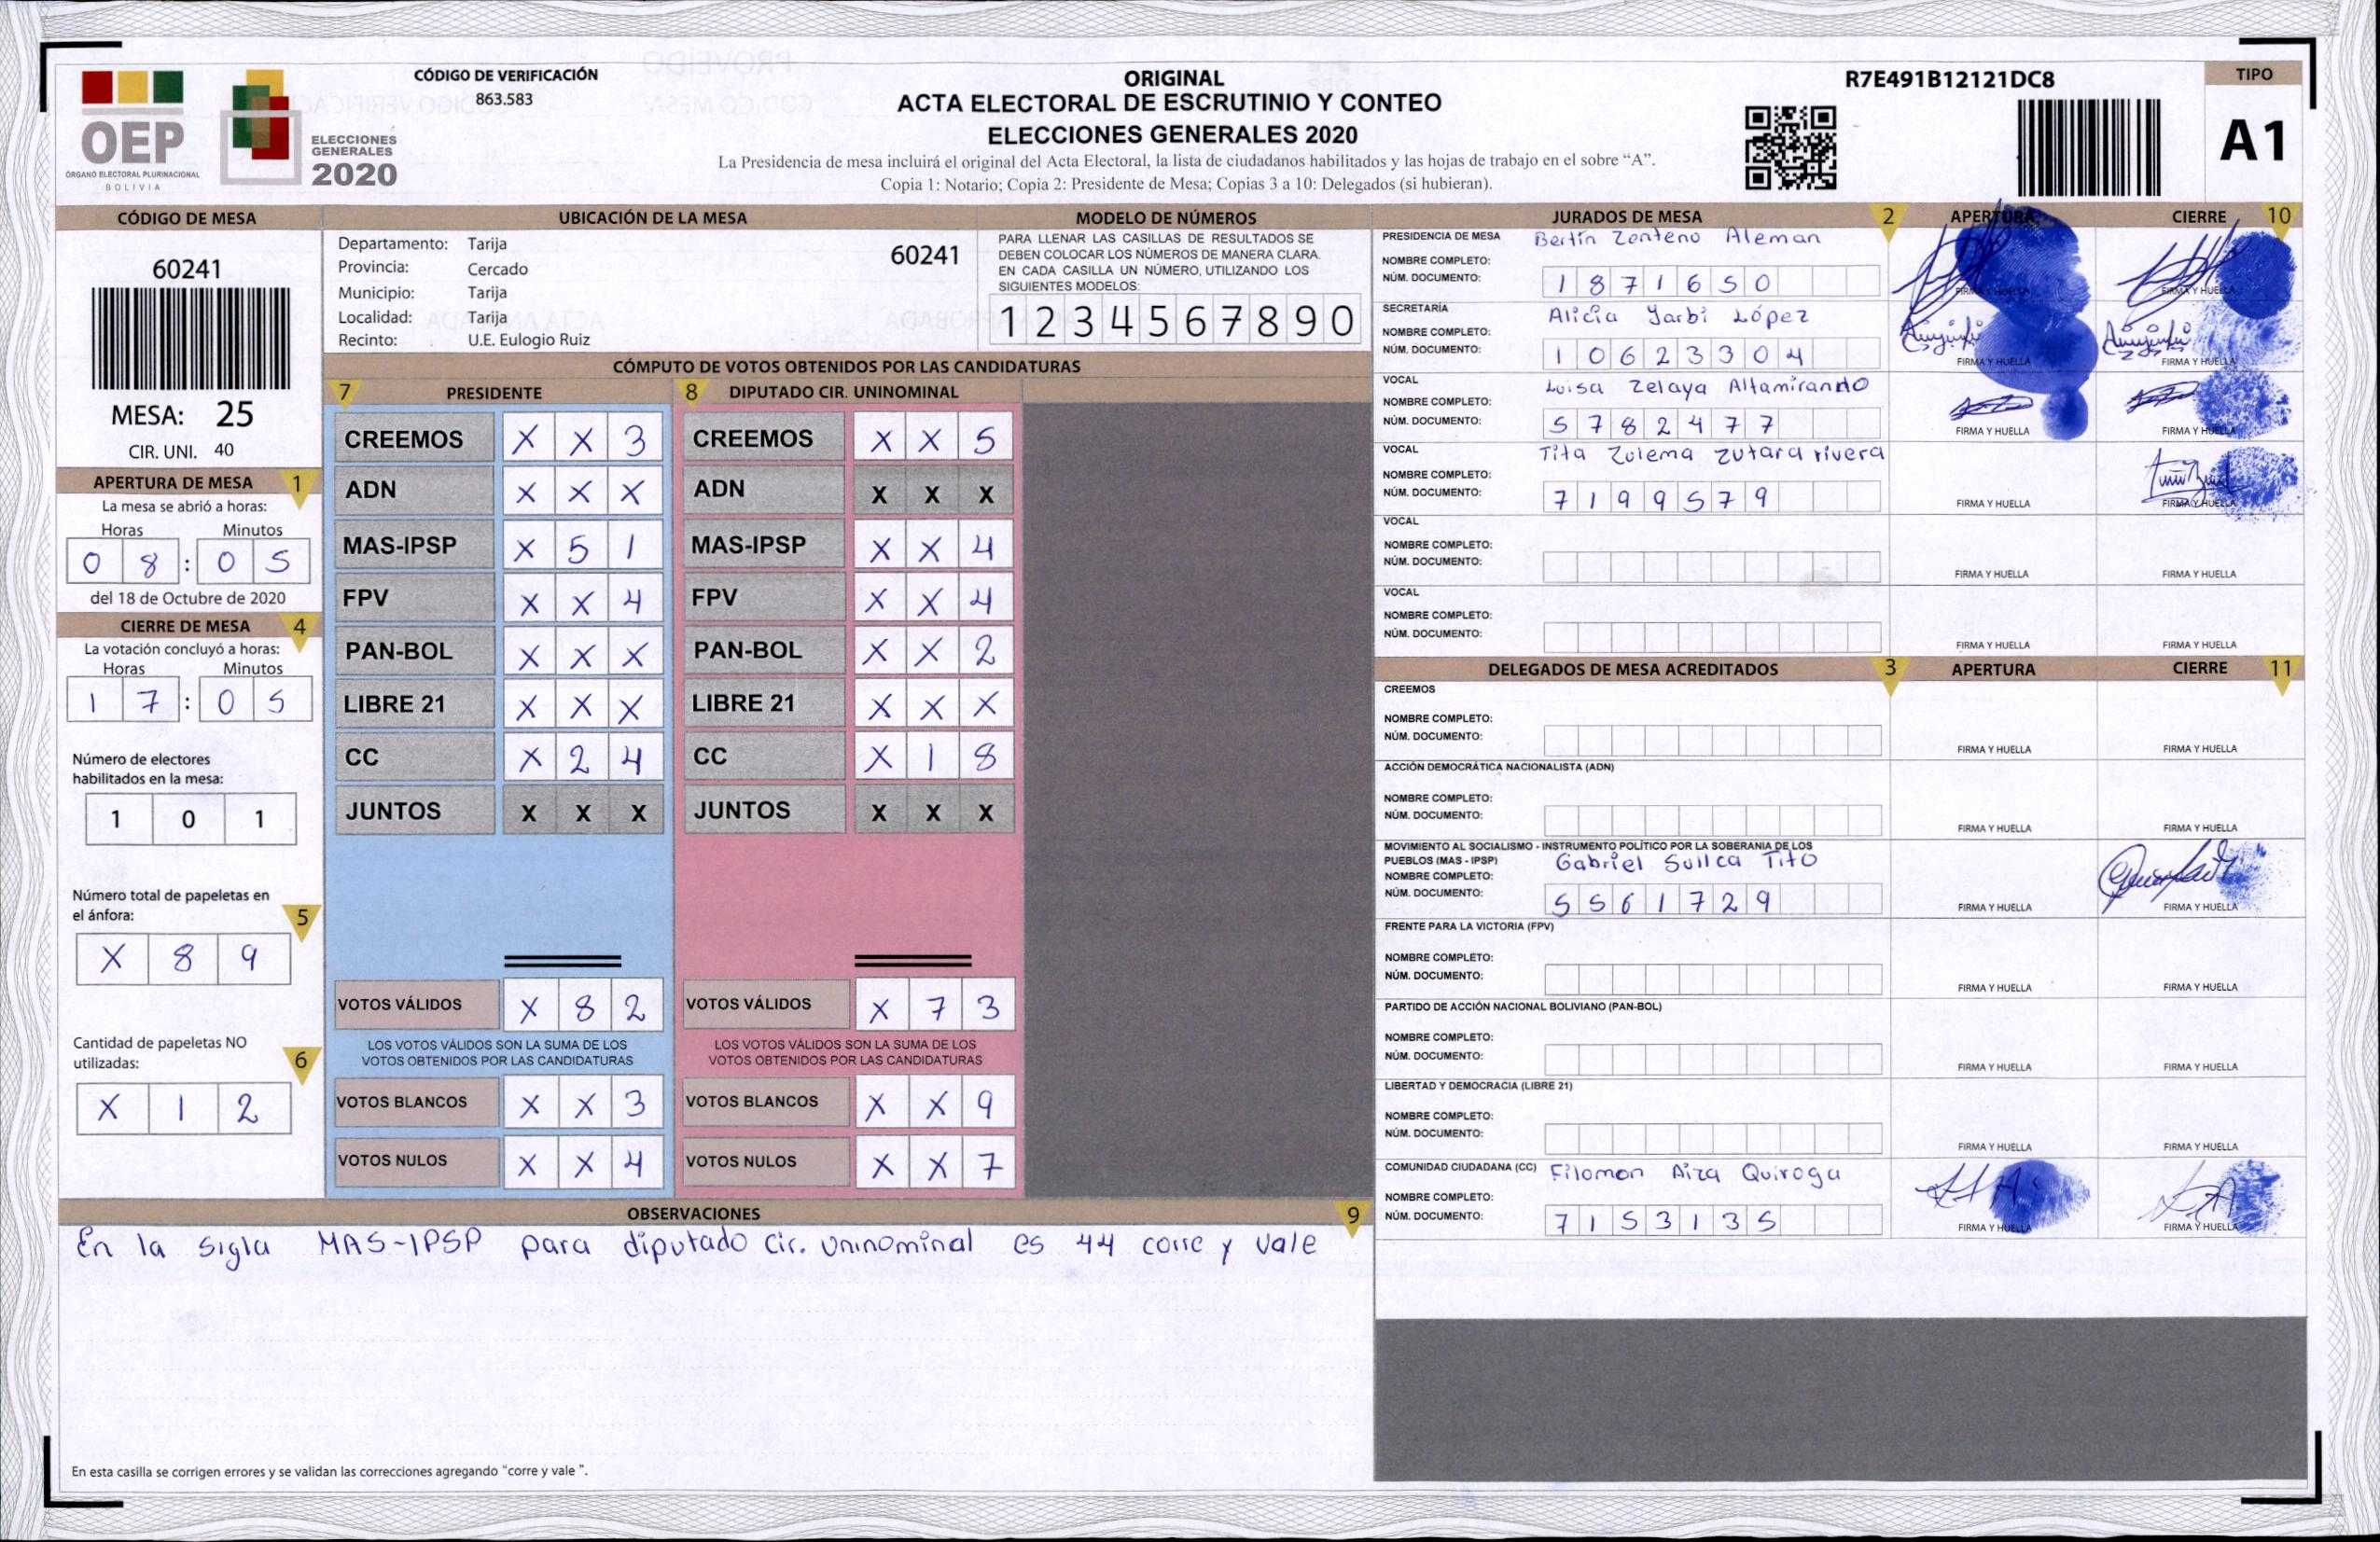 CÓDIGO DE VERIFICACIÓN
863.583
OEP
ÓRGANO ELECTORAL PLURINACIONAL
BOLIVIA
ELECCIONES
GENERALES
2020
ORIGINAL
ACTA ELECTORAL DE ESCRUTINIO Y CONTEO
ELECCIONES GENERALES 2020
La Presidencia de mesa incluirá el original del Acta Electoral, la lista de ciudadanos habilitados y las hojas de trabajo en el sobre “A”.
Copia 1: Notario; Copia 2: Presidente de Mesa; Copias 3 a 10: Delegados (si hubieran).
R7E491B12121DC8
TIPO
A1
CÓDIGO DE MESA
60241
MESA: 25
CIR. UNI. 40
APERTURA DE MESA 1
La mesa se abrió a horas:
Horas Minutos
0 8 : 0 5
del 18 de Octubre de 2020
CIERRE DE MESA 4
La votación concluyó a horas:
Horas Minutos
1 7 : 0 5
Número de electores
habilitados en la mesa:
1 0 1
Número total de papeletas en
el ánfora: 5
X 8 9
Cantidad de papeletas NO
utilizadas: 6
X 1 2
UBICACIÓN DE LA MESA
Departamento: Tarija
60241
Provincia: Cercado
Municipio: Tarija
Localidad: Tarija
Recinto: U.E. Eulogio Ruiz
MODELO DE NÚMEROS
PARA LLENAR LAS CASILLAS DE RESULTADOS SE
DEBEN COLOCAR LOS NÚMEROS DE MANERA CLARA.
EN CADA CASILLA UN NÚMERO, UTILIZANDO LOS
SIGUIENTES MODELOS:
1 2 3 4 5 6 7 8 9 0
CÓMPUTO DE VOTOS OBTENIDOS POR LAS CANDIDATURAS
7 PRESIDENTE
CREEMOS X X 3
ADN X X X
MAS-IPSP X 5 1
FPV X X 4
PAN-BOL X X X
LIBRE 21 X X X
CC X 2 4
JUNTOS X X X
VOTOS VÁLIDOS X 8 2
LOS VOTOS VÁLIDOS SON LA SUMA DE LOS
VOTOS OBTENIDOS POR LAS CANDIDATURAS
VOTOS BLANCOS X X 3
VOTOS NULOS X X 4
8 DIPUTADO CIR. UNINOMINAL
CREEMOS X X 5
ADN X X X
MAS-IPSP X X 4
FPV X X 4
PAN-BOL X X 2
LIBRE 21 X X X
CC X 1 8
JUNTOS X X X
VOTOS VÁLIDOS X 7 3
LOS VOTOS VÁLIDOS SON LA SUMA DE LOS
VOTOS OBTENIDOS POR LAS CANDIDATURAS
VOTOS BLANCOS X X 9
VOTOS NULOS X X 7
OBSERVACIONES 9
En la sigla MAS-IPSP para diputado Cir. Uninominal es 44 corre y vale
En esta casilla se corrigen errores y se validan las correcciones agregando “corre y vale ”.
JURADOS DE MESA 2 APERTURA CIERRE 10
PRESIDENCIA DE MESA Bertín Zenteno Aleman
NOMBRE COMPLETO:
NÚM. DOCUMENTO: 1 8 7 1 6 5 0
FIRMA Y HUELLA FIRMA Y HUELLA
SECRETARÍA Alicia Yarbi López
NOMBRE COMPLETO:
NÚM. DOCUMENTO: 1 0 6 2 3 3 0 4
FIRMA Y HUELLA FIRMA Y HUELLA
VOCAL Luisa Zelaya Altamirando
NOMBRE COMPLETO:
NÚM. DOCUMENTO: 5 7 8 2 4 7 7
FIRMA Y HUELLA FIRMA Y HUELLA
VOCAL Tita Zulema Zutara rivera
NOMBRE COMPLETO:
NÚM. DOCUMENTO: 7 1 9 9 5 7 9
FIRMA Y HUELLA FIRMA Y HUELLA
VOCAL
NOMBRE COMPLETO:
NÚM. DOCUMENTO:
FIRMA Y HUELLA FIRMA Y HUELLA
VOCAL
NOMBRE COMPLETO:
NÚM. DOCUMENTO:
FIRMA Y HUELLA FIRMA Y HUELLA
DELEGADOS DE MESA ACREDITADOS 3 APERTURA CIERRE 11
CREEMOS
NOMBRE COMPLETO:
NÚM. DOCUMENTO:
FIRMA Y HUELLA FIRMA Y HUELLA
ACCIÓN DEMOCRÁTICA NACIONALISTA (ADN)
NOMBRE COMPLETO:
NÚM. DOCUMENTO:
FIRMA Y HUELLA FIRMA Y HUELLA
MOVIMIENTO AL SOCIALISMO - INSTRUMENTO POLÍTICO POR LA SOBERANIA DE LOS
PUEBLOS (MAS - IPSP) Gabriel Sullca Tito
NOMBRE COMPLETO:
NÚM. DOCUMENTO: 5 5 6 1 7 2 9
FIRMA Y HUELLA FIRMA Y HUELLA
FRENTE PARA LA VICTORIA (FPV)
NOMBRE COMPLETO:
NÚM. DOCUMENTO:
FIRMA Y HUELLA FIRMA Y HUELLA
PARTIDO DE ACCIÓN NACIONAL BOLIVIANO (PAN-BOL)
NOMBRE COMPLETO:
NÚM. DOCUMENTO:
FIRMA Y HUELLA FIRMA Y HUELLA
LIBERTAD Y DEMOCRACIA (LIBRE 21)
NOMBRE COMPLETO:
NÚM. DOCUMENTO:
FIRMA Y HUELLA FIRMA Y HUELLA
COMUNIDAD CIUDADANA (CC) Filomon Aiza Quiroga
NOMBRE COMPLETO:
NÚM. DOCUMENTO: 7 1 5 3 1 3 5
FIRMA Y HUELLA FIRMA Y HUELLA